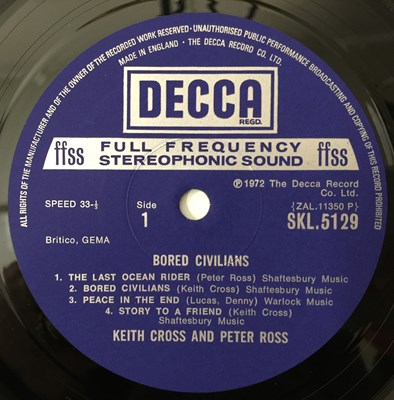 ALL RIGHTS OF THE MANUFACTURER AND OF THE OWNER OF THE RECORDED WORK RESERVED · UNAUTHORISED PUBLIC PERFORMANCE BROADCASTING AND COPYING OF THIS RECORD PROHIBITED
MADE IN ENGLAND · THE DECCA RECORD CO. LTD.
DECCA
REGD.
ffss FULL FREQUENCY ffss
STEREOPHONIC SOUND
℗1972 The Decca Record
Co. Ltd.
SPEED 33-⅓ Side {ZAL.11350 P}
1 SKL.5129
Britico, GEMA
BORED CIVILIANS
1. THE LAST OCEAN RIDER (Peter Ross) Shaftesbury Music
2. BORED CIVILIANS (Keith Cross) Shaftesbury Music
3. PEACE IN THE END (Lucas, Denny) Warlock Music
4. STORY TO A FRIEND (Keith Cross)
Shaftesbury Music
KEITH CROSS AND PETER ROSS